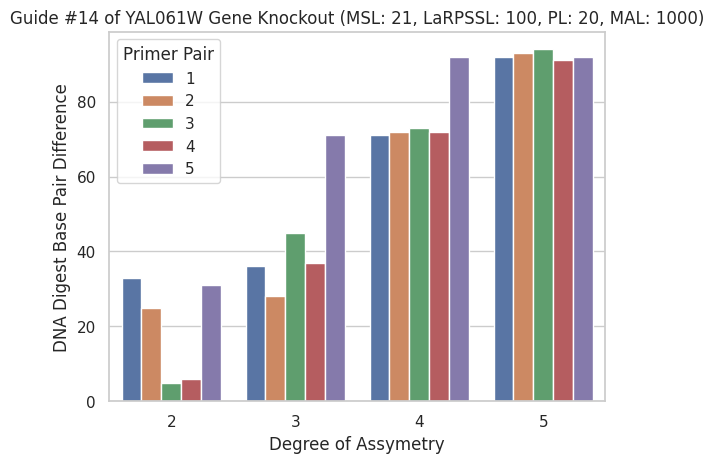 Guide #14 of YAL061W Gene Knockout (MSL: 21, LaRPSSL: 100, PL: 20, MAL: 1000)
Primer Pair
1
2
3
4
5
DNA Digest Base Pair Difference
80
60
40
20
0
2 3 4 5
Degree of Assymetry